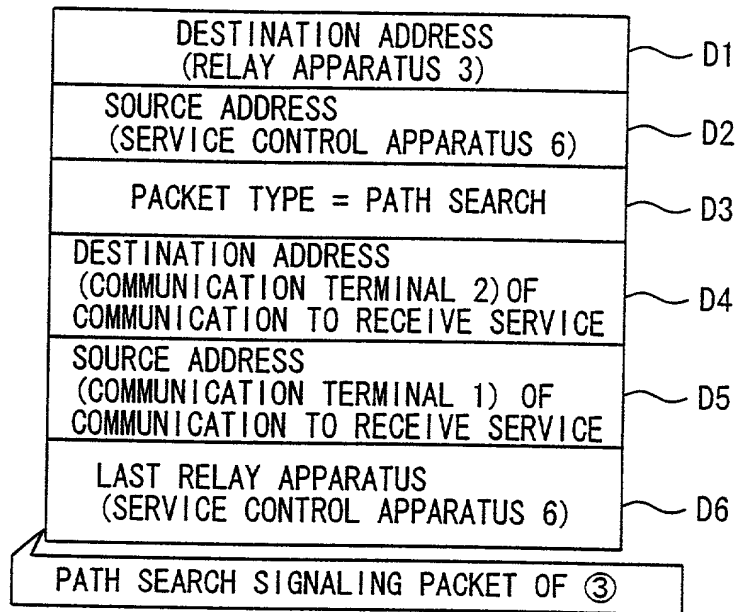 DESTINATION ADDRESS
(RELAY APPARATUS 3)
D1
SOURCE ADDRESS
(SERVICE CONTROL APPARATUS 6)
D2
PACKET TYPE = PATH SEARCH
D3
DESTINATION ADDRESS
(COMMUNICATION TERMINAL 2) OF
COMMUNICATION TO RECEIVE SERVICE
D4
SOURCE ADDRESS
(COMMUNICATION TERMINAL 1) OF
COMMUNICATION TO RECEIVE SERVICE
D5
LAST RELAY APPARATUS
(SERVICE CONTROL APPARATUS 6)
D6
PATH SEARCH SIGNALING PACKET OF ③